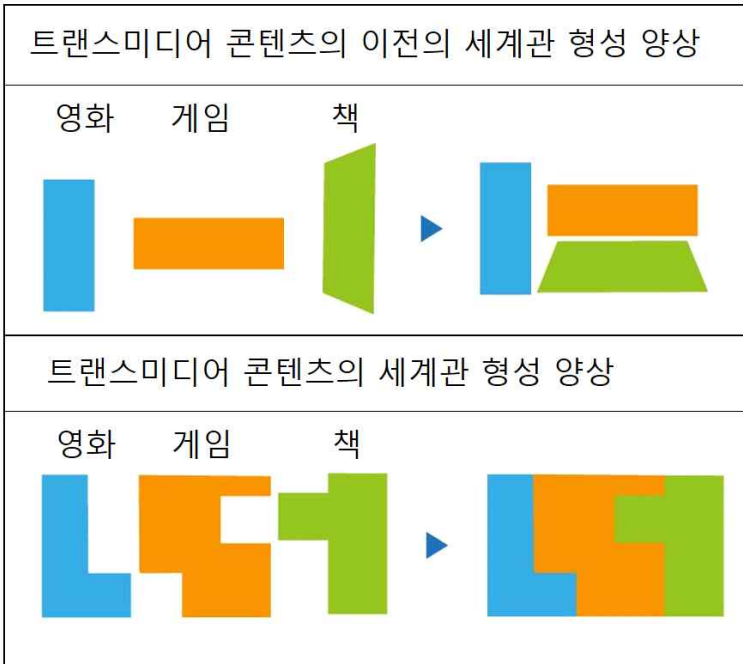 트랜스미디어 콘텐츠의 이전의 세계관 형성 양상
영화 게임 책
트랜스미디어 콘텐츠의 세계관 형성 양상
영화 게임 책